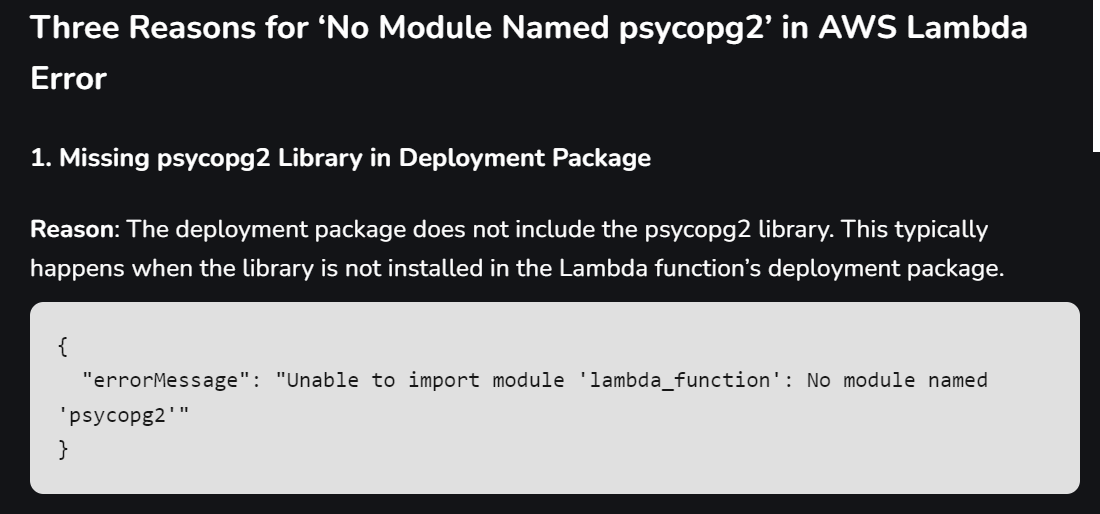 Three Reasons for ‘No Module Named psycopg2’ in AWS Lambda
Error
1. Missing psycopg2 Library in Deployment Package
Reason: The deployment package does not include the psycopg2 library. This typically
happens when the library is not installed in the Lambda function’s deployment package.
{
  "errorMessage": "Unable to import module 'lambda_function': No module named
'psycopg2'"
}